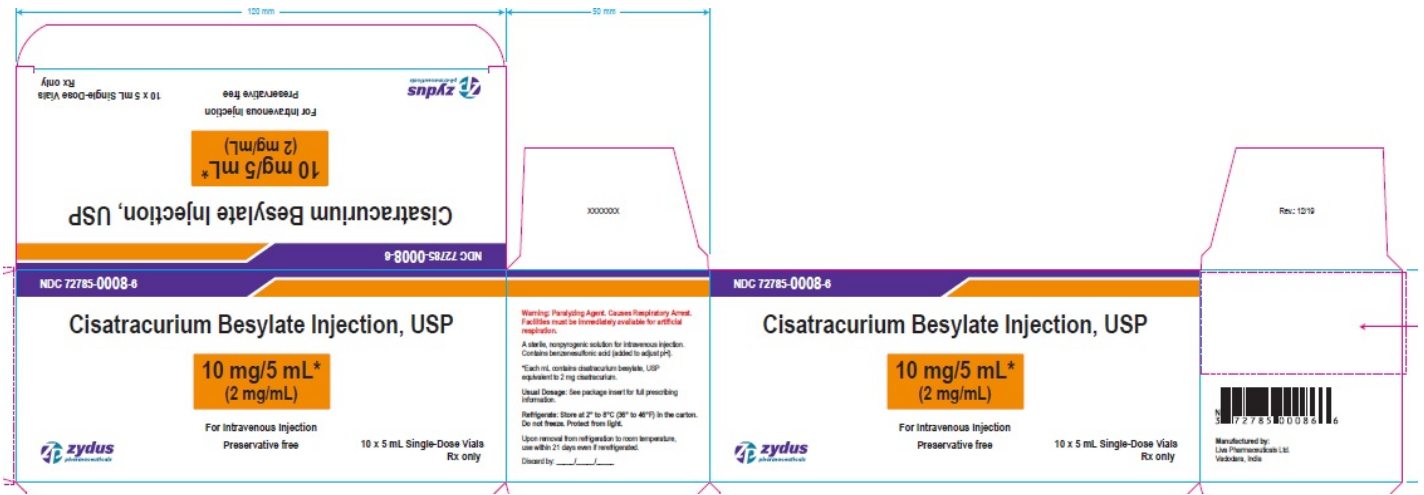 120 mm
50 mm
10 x 5 mL Single-Dose Vials
Rx only
zydus
pharmaceuticals
For Intravenous Injection
Preservative free
10 mg/5 mL*
(2 mg/mL)
Cisatracurium Besylate Injection, USP
NDC 72785-0008-6
NDC 72785-0008-6
Cisatracurium Besylate Injection, USP
10 mg/5 mL*
(2 mg/mL)
For Intravenous Injection
Preservative free
zydus
pharmaceuticals
10 x 5 mL Single-Dose Vials
Rx only
XXXXXXX
Warning: Paralyzing Agent. Causes Respiratory Arrest.
Facilities must be immediately available for artificial
respiration.
A sterile, nonpyrogenic solution for intravenous injection.
Contains benzenesulfonic acid (added to adjust pH).
*Each mL contains cisatracurium besylate, USP
equivalent to 2 mg cisatracurium.
Usual Dosage: See package insert for full prescribing
information.
Refrigerate: Store at 2° to 8°C (36° to 46°F) in the carton.
Do not freeze. Protect from light.
Upon removal from refrigeration to room temperature,
use within 21 days even if rerefrigerated.
Discard by: ____/____/____
NDC 72785-0008-6
Cisatracurium Besylate Injection, USP
10 mg/5 mL*
(2 mg/mL)
For Intravenous Injection
Preservative free
zydus
pharmaceuticals
10 x 5 mL Single-Dose Vials
Rx only
Rev.: 12/19
N
3 72785 00086 6
Manufactured by:
Liva Pharmaceuticals Ltd.
Vadodara, India